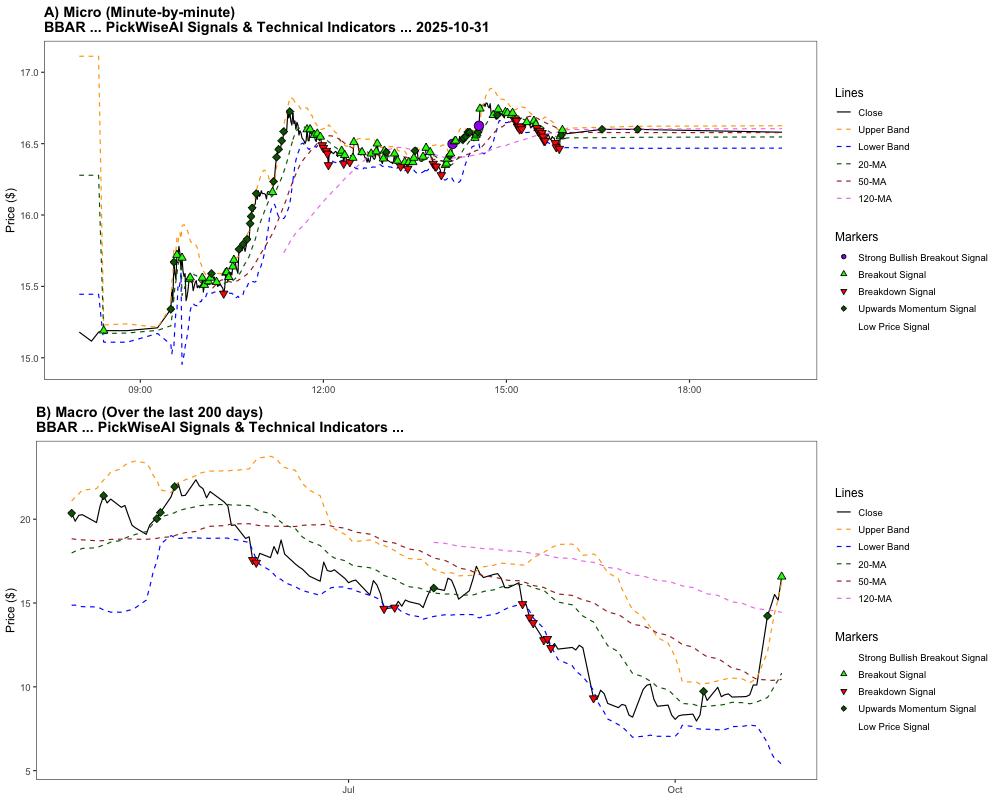 A) Micro (Minute-by-minute)
BBAR ... PickWiseAI Signals & Technical Indicators ... 2025-10-31
Price ($)
17.0
16.5
16.0
15.5
15.0
09:00
12:00
15:00
18:00
Lines
Close
Upper Band
Lower Band
20-MA
50-MA
120-MA
Markers
Strong Bullish Breakout Signal
Breakout Signal
Breakdown Signal
Upwards Momentum Signal
Low Price Signal
B) Macro (Over the last 200 days)
BBAR ... PickWiseAI Signals & Technical Indicators ...
Price ($)
20
15
10
5
Jul
Oct
Lines
Close
Upper Band
Lower Band
20-MA
50-MA
120-MA
Markers
Strong Bullish Breakout Signal
Breakout Signal
Breakdown Signal
Upwards Momentum Signal
Low Price Signal